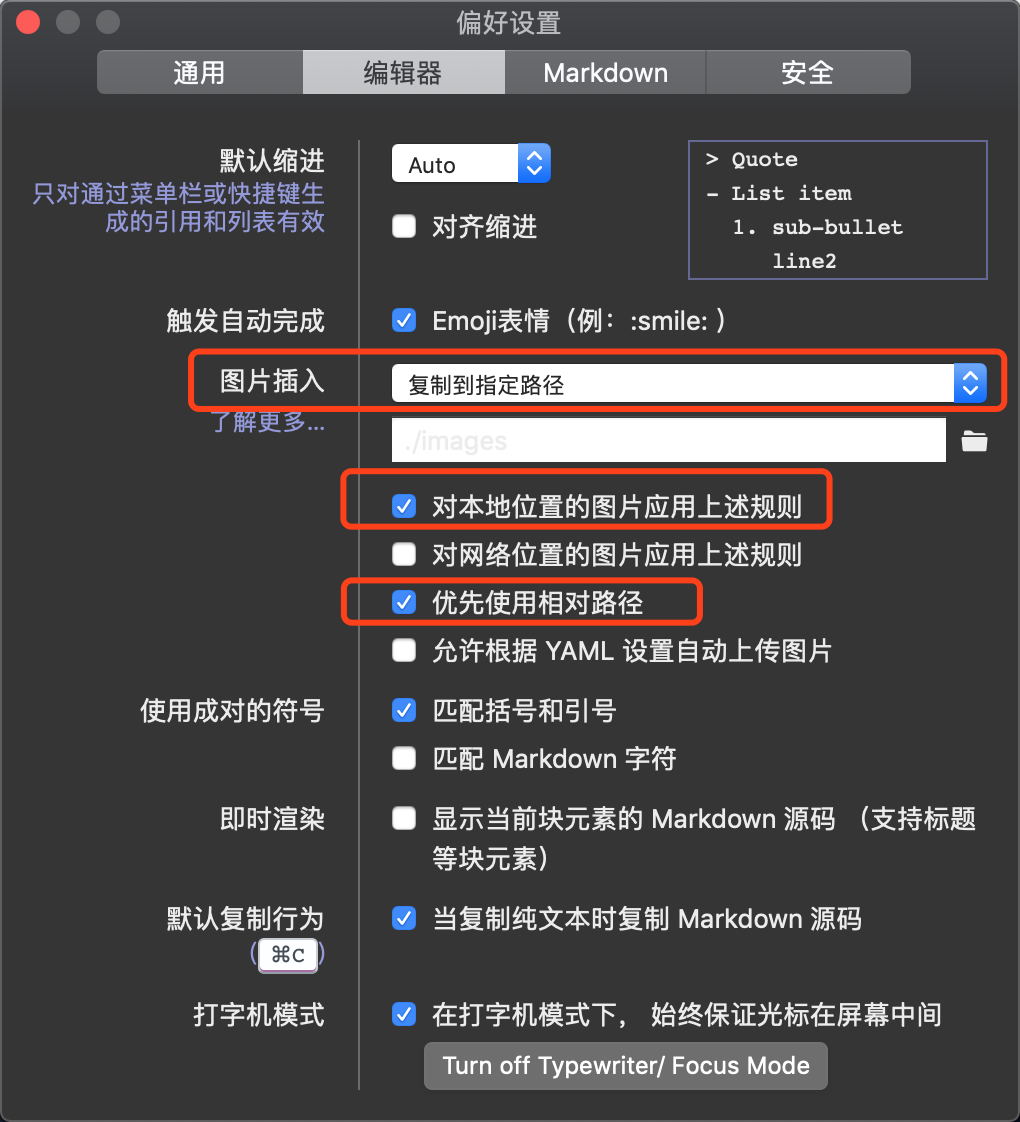 偏好设置
通用
编辑器
Markdown
安全
默认缩进
只对通过菜单栏或快捷键生
成的引用和列表有效
Auto
对齐缩进
> Quote
- List item
1. sub-bullet
line2
触发自动完成
Emoji表情（例： :smile: ）
图片插入
复制到指定路径
了解更多...
./images
对本地位置的图片应用上述规则
对网络位置的图片应用上述规则
优先使用相对路径
允许根据 YAML 设置自动上传图片
使用成对的符号
匹配括号和引号
匹配 Markdown 字符
即时渲染
显示当前块元素的 Markdown 源码 （支持标题
等块元素）
默认复制行为
(⌘C)
当复制纯文本时复制 Markdown 源码
打字机模式
在打字机模式下， 始终保证光标在屏幕中间
Turn off Typewriter/ Focus Mode